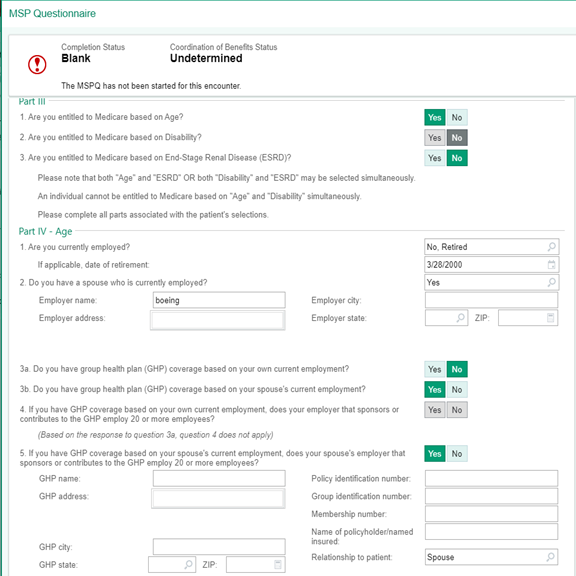 MSP Questionnaire
Completion Status
Coordination of Benefits Status
Blank
Undetermined
The MSPQ has not been started for this encounter.
Part III
1. Are you entitled to Medicare based on Age? Yes No
2. Are you entitled to Medicare based on Disability? Yes No
3. Are you entitled to Medicare based on End-Stage Renal Disease (ESRD)? Yes No
Please note that both "Age" and "ESRD" OR both "Disability" and "ESRD" may be selected simultaneously.
An individual cannot be entitled to Medicare based on "Age" and "Disability" simultaneously.
Please complete all parts associated with the patient's selections.
Part IV - Age
1. Are you currently employed? No, Retired
If applicable, date of retirement: 3/28/2000
2. Do you have a spouse who is currently employed? Yes
Employer name: boeing Employer city:
Employer address: Employer state: ZIP:
3a. Do you have group health plan (GHP) coverage based on your own current employment? Yes No
3b. Do you have group health plan (GHP) coverage based on your spouse's current employment? Yes No
4. If you have GHP coverage based on your own current employment, does your employer that sponsors or Yes No
contributes to the GHP employ 20 or more employees?
(Based on the response to question 3a, question 4 does not apply)
5. If you have GHP coverage based on your spouse's current employment, does your spouse's employer that Yes No
sponsors or contributes to the GHP employ 20 or more employees?
GHP name: Policy identification number:
GHP address: Group identification number:
Membership number:
Name of policyholder/named
insured:
GHP city:
Relationship to patient: Spouse
GHP state: ZIP: